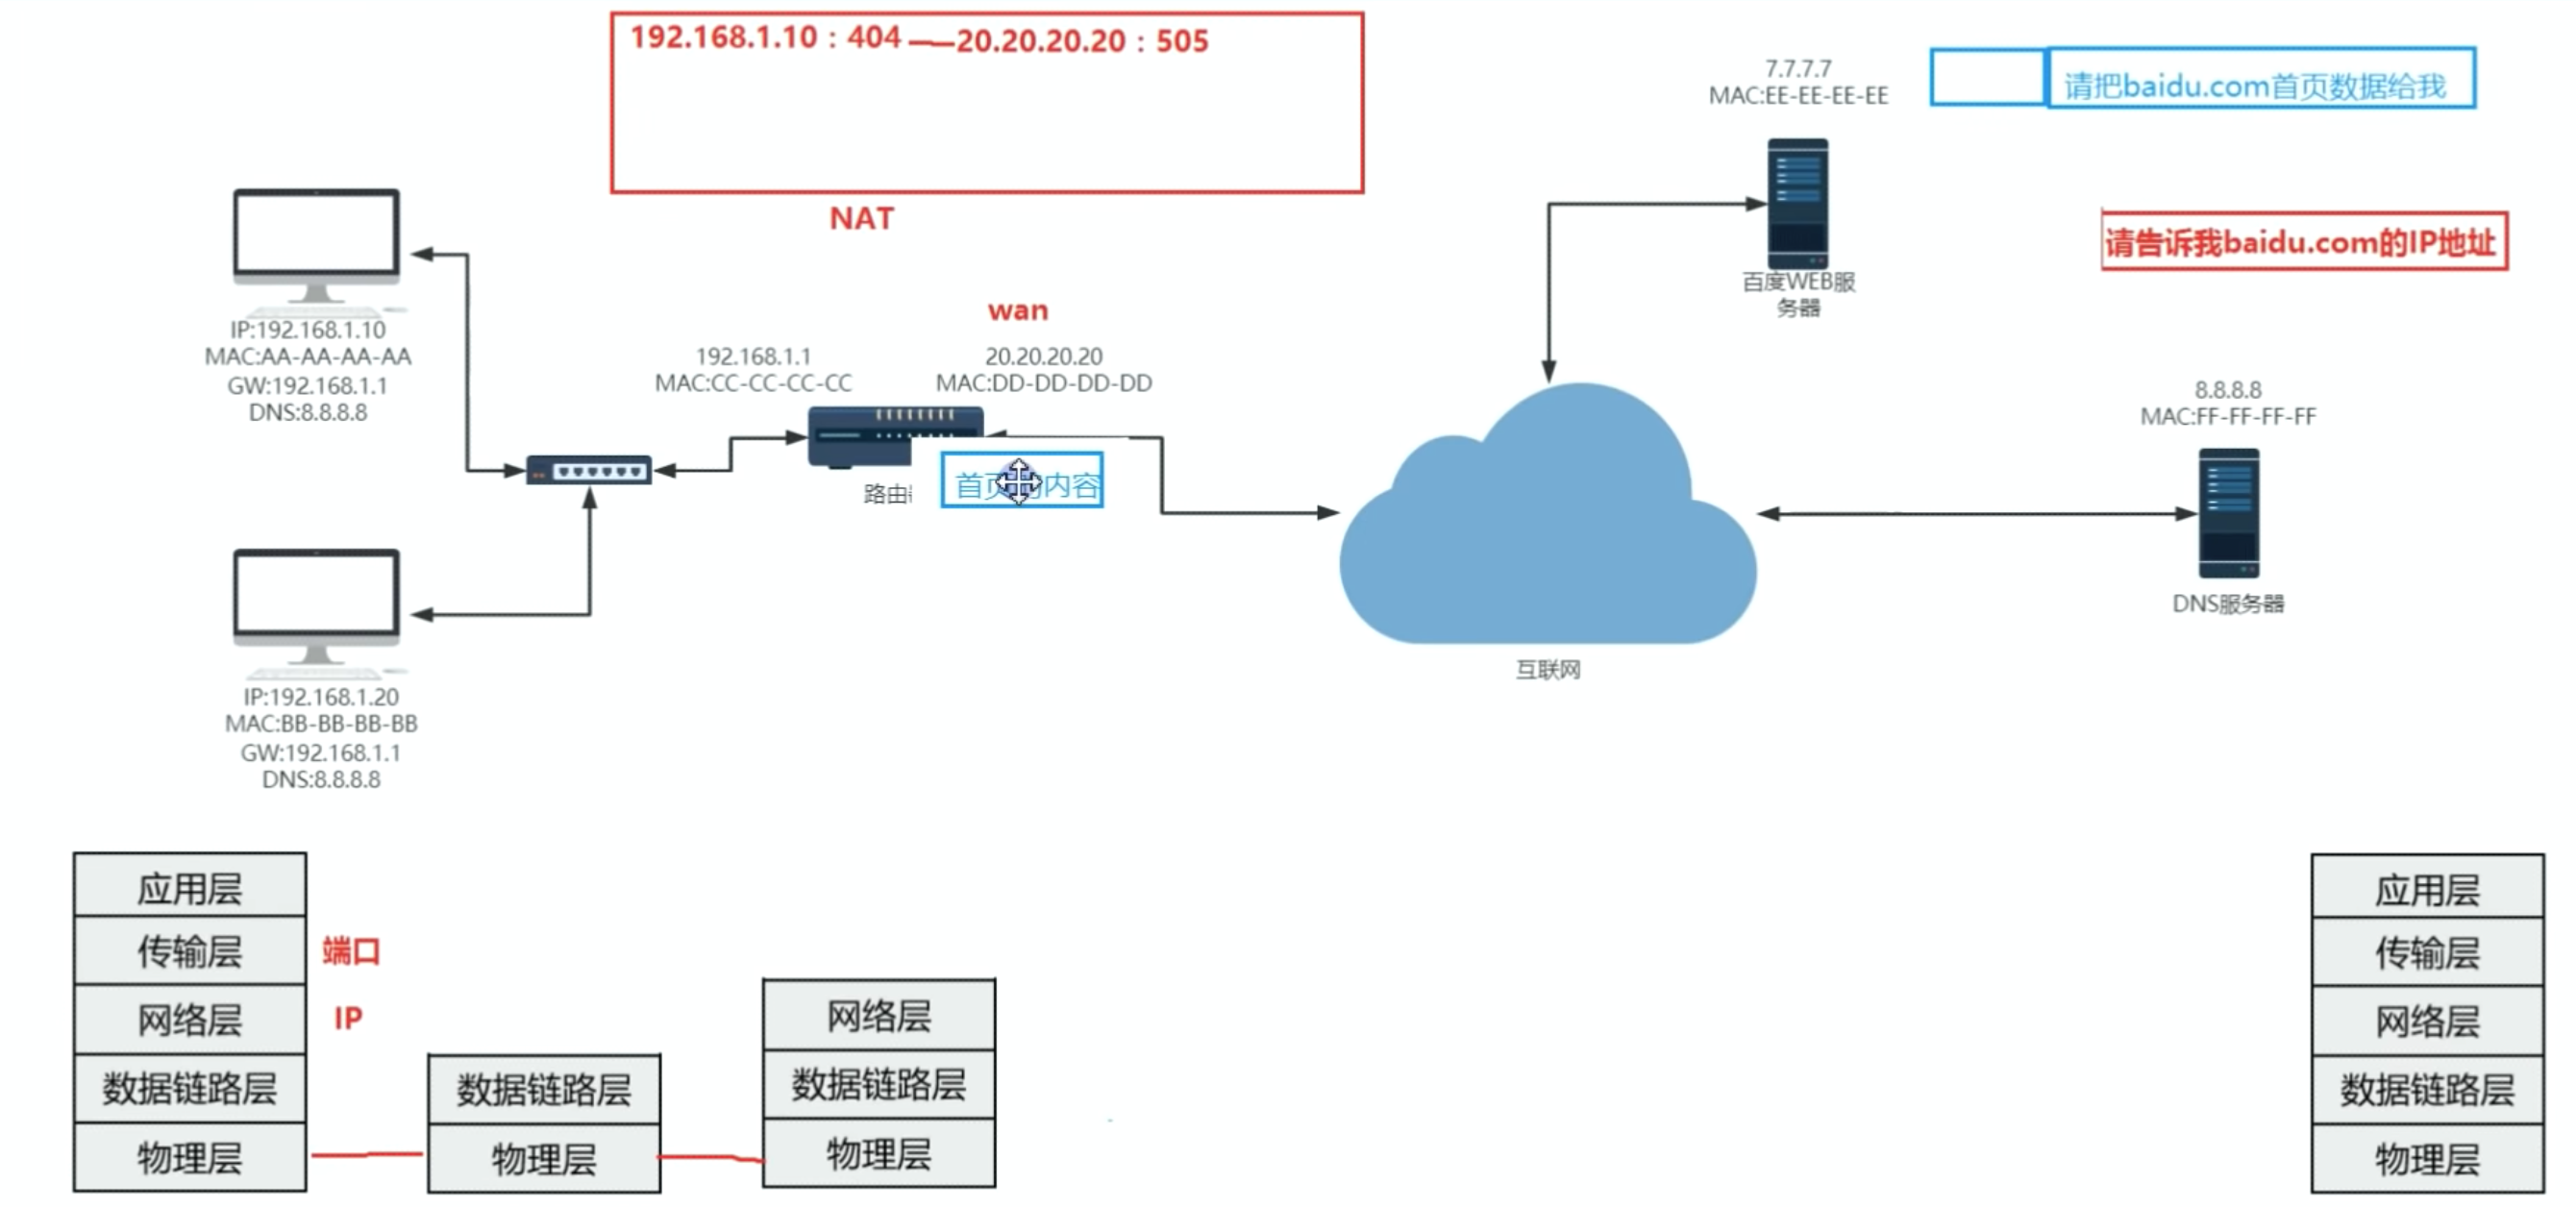 192.168.1.10：404 —— 20.20.20.20：505
NAT
7.7.7.7
MAC:EE-EE-EE-EE
请把baidu.com首页数据给我
百度WEB服
务器
请告诉我baidu.com的IP地址
IP:192.168.1.10
MAC:AA-AA-AA-AA
GW:192.168.1.1
DNS:8.8.8.8
192.168.1.1
MAC:CC-CC-CC-CC
wan
20.20.20.20
MAC:DD-DD-DD-DD
路由
首页 内容
8.8.8.8
MAC:FF-FF-FF-FF
DNS服务器
互联网
IP:192.168.1.20
MAC:BB-BB-BB-BB
GW:192.168.1.1
DNS:8.8.8.8
应用层
传输层
端口
网络层
IP
数据链路层
物理层
数据链路层
物理层
网络层
数据链路层
物理层
应用层
传输层
网络层
数据链路层
物理层